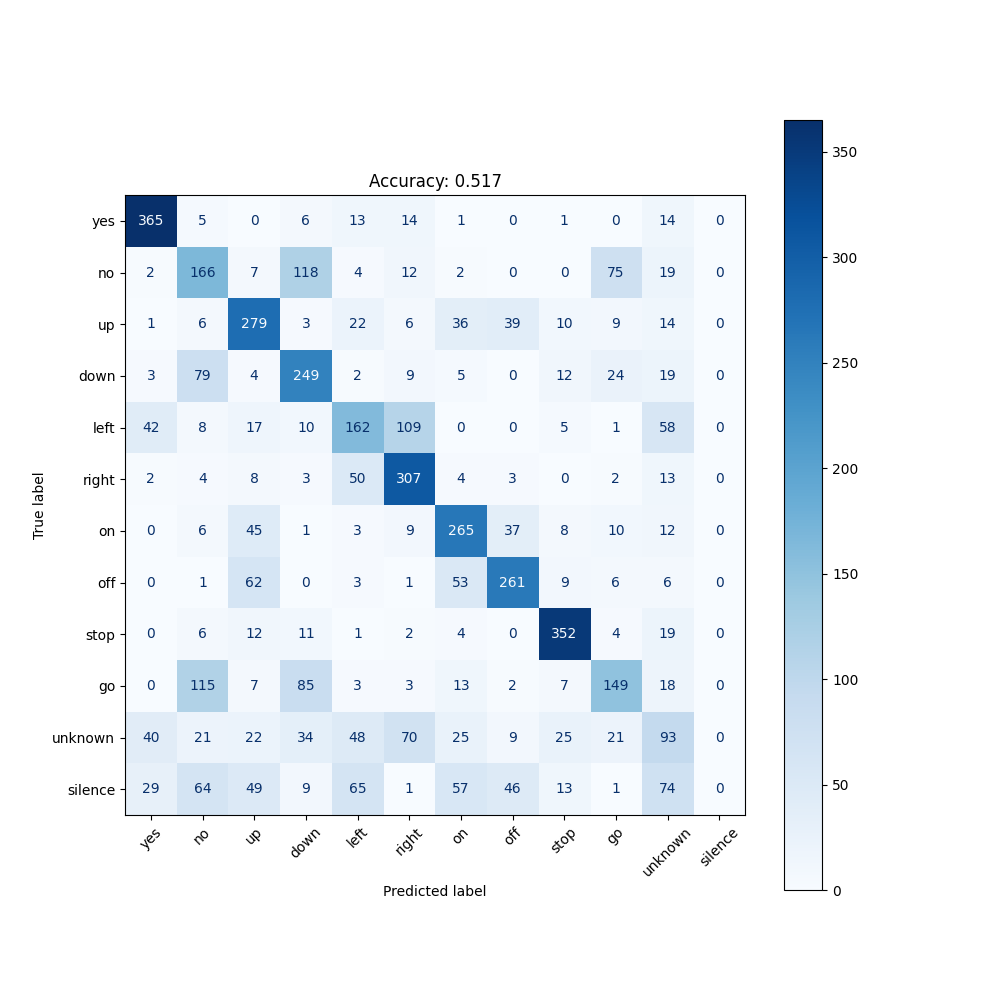 Accuracy: 0.517
yes 365 5 0 6 13 14 1 0 1 0 14 0
no 2 166 7 118 4 12 2 0 0 75 19 0
up 1 6 279 3 22 6 36 39 10 9 14 0
down 3 79 4 249 2 9 5 0 12 24 19 0
left 42 8 17 10 162 109 0 0 5 1 58 0
right 2 4 8 3 50 307 4 3 0 2 13 0
on 0 6 45 1 3 9 265 37 8 10 12 0
off 0 1 62 0 3 1 53 261 9 6 6 0
stop 0 6 12 11 1 2 4 0 352 4 19 0
go 0 115 7 85 3 3 13 2 7 149 18 0
unknown 40 21 22 34 48 70 25 9 25 21 93 0
silence 29 64 49 9 65 1 57 46 13 1 74 0
yes no up down left right on off stop go unknown silence
Predicted label
True label
350
300
250
200
150
100
50
0